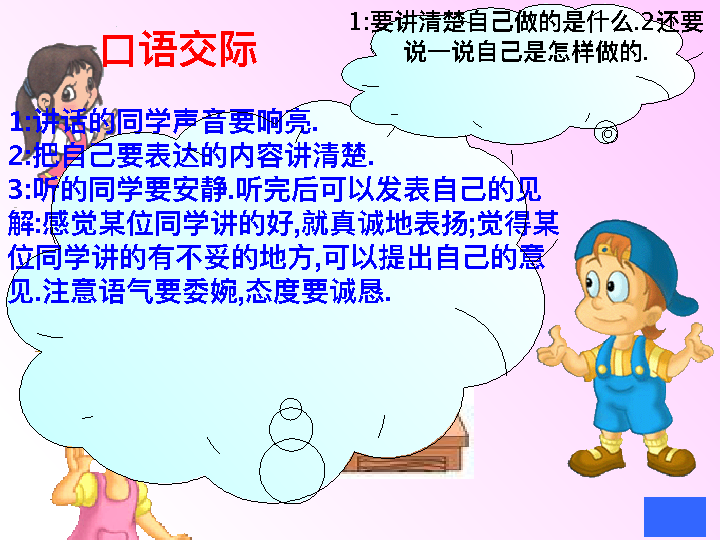 口语交际
1:要讲清楚自己做的是什么.2还要
说一说自己是怎样做的.
1:讲话的同学声音要响亮.
2:把自己要表达的内容讲清楚.
3:听的同学要安静.听完后可以发表自己的见
解:感觉某位同学讲的好,就真诚地表扬;觉得某
位同学讲的有不妥的地方,可以提出自己的意
见.注意语气要委婉,态度要诚恳.